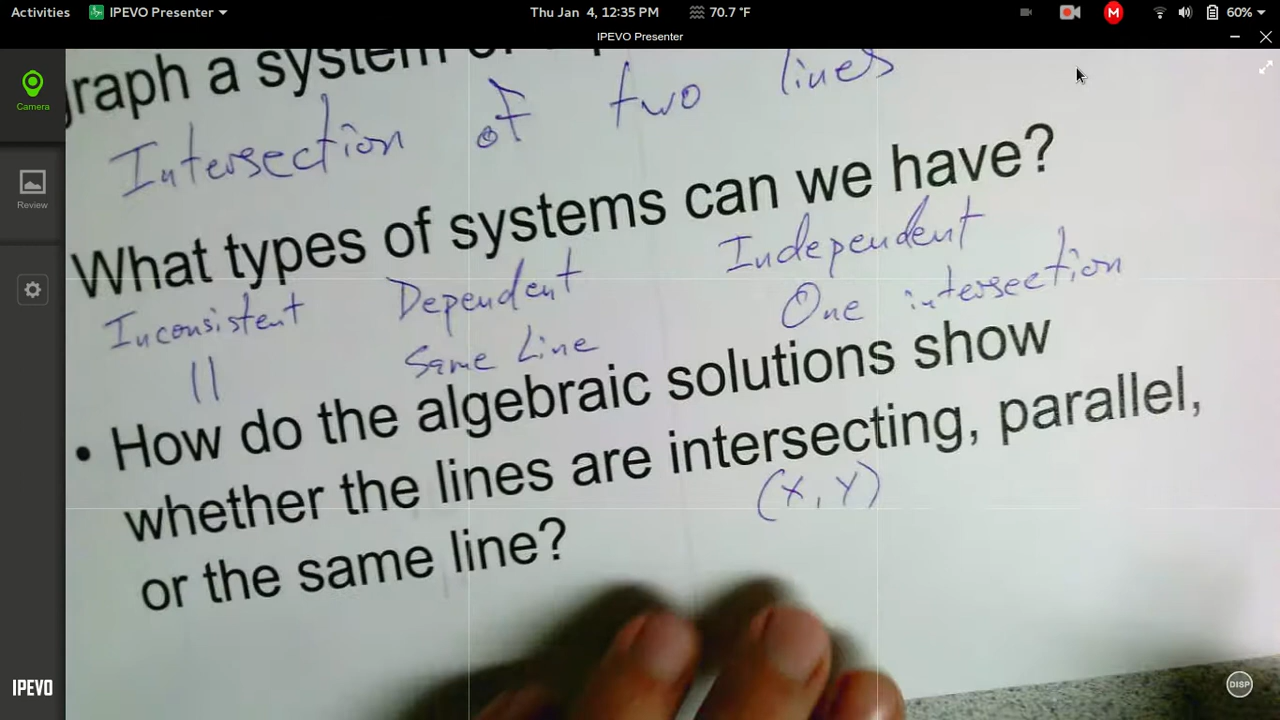 Activities IPEVO Presenter Thu Jan 4, 12:35 PM 70.7 °F M 60%
IPEVO Presenter
Camera
Review
IPEVO
DISP
graph a system of
Intersection of two lines
What types of systems can we have?
Inconsistent Dependent Independent
|| Same Line One intersection
• How do the algebraic solutions show
whether the lines are intersecting, parallel,
(x, y)
or the same line?